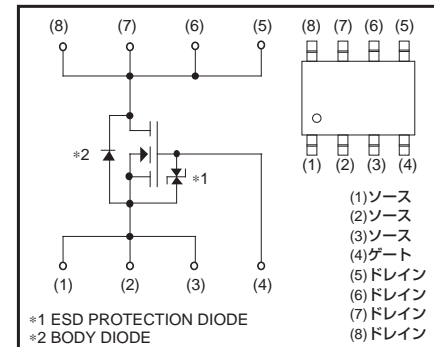 (8) (7) (6) (5)
*2
*1
(1) (2) (3) (4)
*1 ESD PROTECTION DIODE
*2 BODY DIODE
(8) (7) (6) (5)
(1) (2) (3) (4)
(1)ソース
(2)ソース
(3)ソース
(4)ゲート
(5)ドレイン
(6)ドレイン
(7)ドレイン
(8)ドレイン